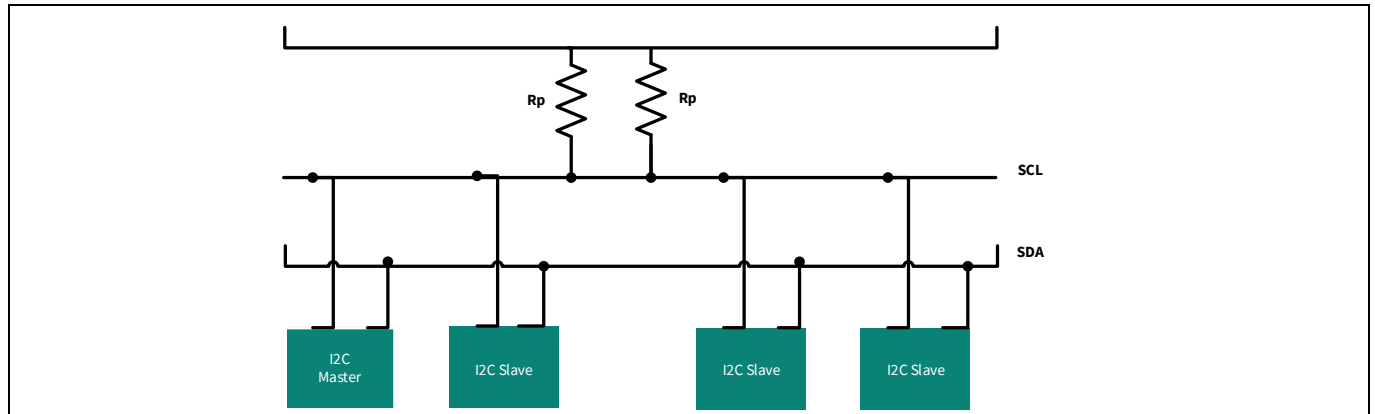 Rp
Rp
SCL
SDA
I2C
Master
I2C Slave
I2C Slave
I2C Slave